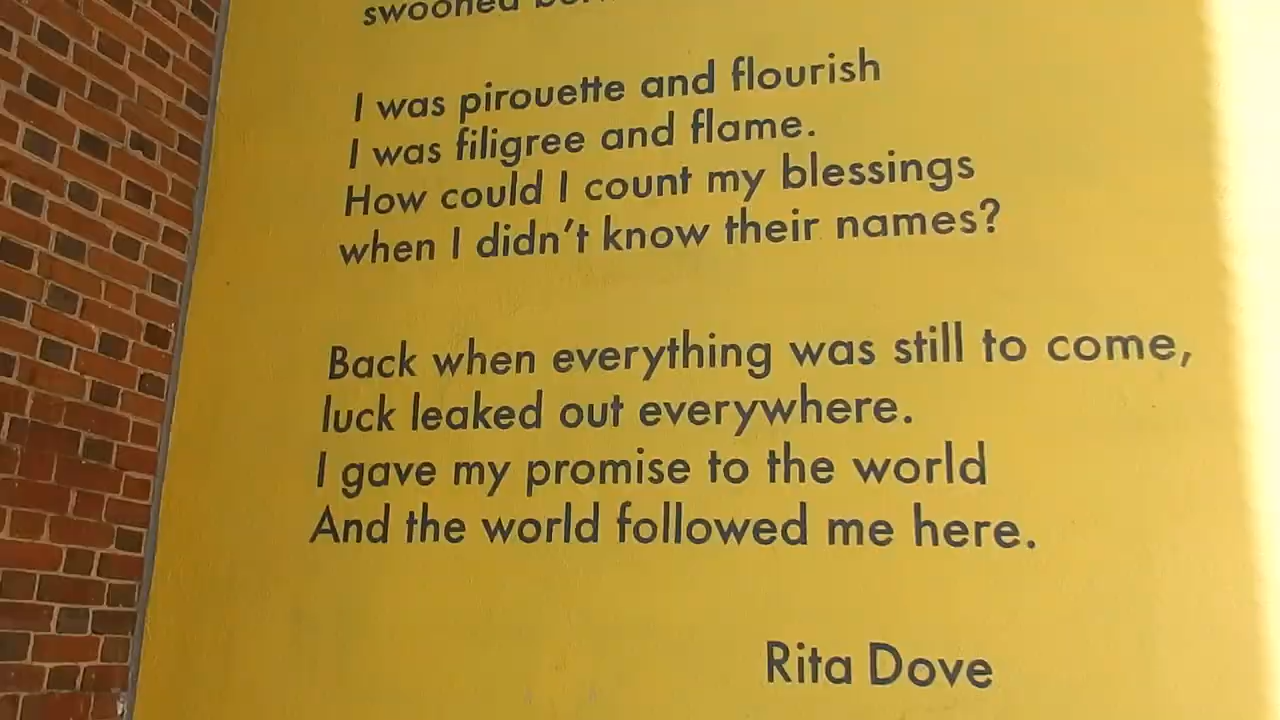 swooned
I was pirouette and flourish
I was filigree and flame.
How could I count my blessings
when I didn't know their names?
Back when everything was still to come,
luck leaked out everywhere.
I gave my promise to the world
And the world followed me here.
Rita Dove